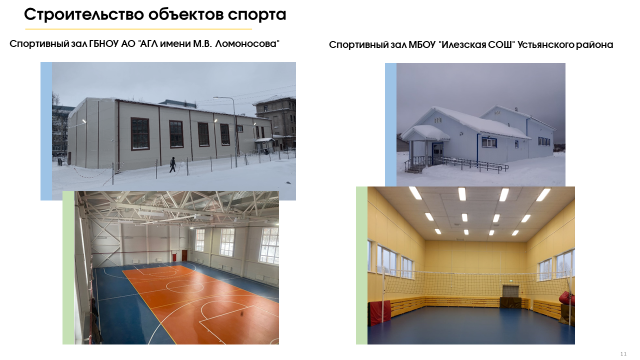 Строительство объектов спорта
Спортивный зал ГБНОУ АО "АГЛ имени М.В. Ломоносова"
Спортивный зал МБОУ "Илезская СОШ" Устьянского района
11